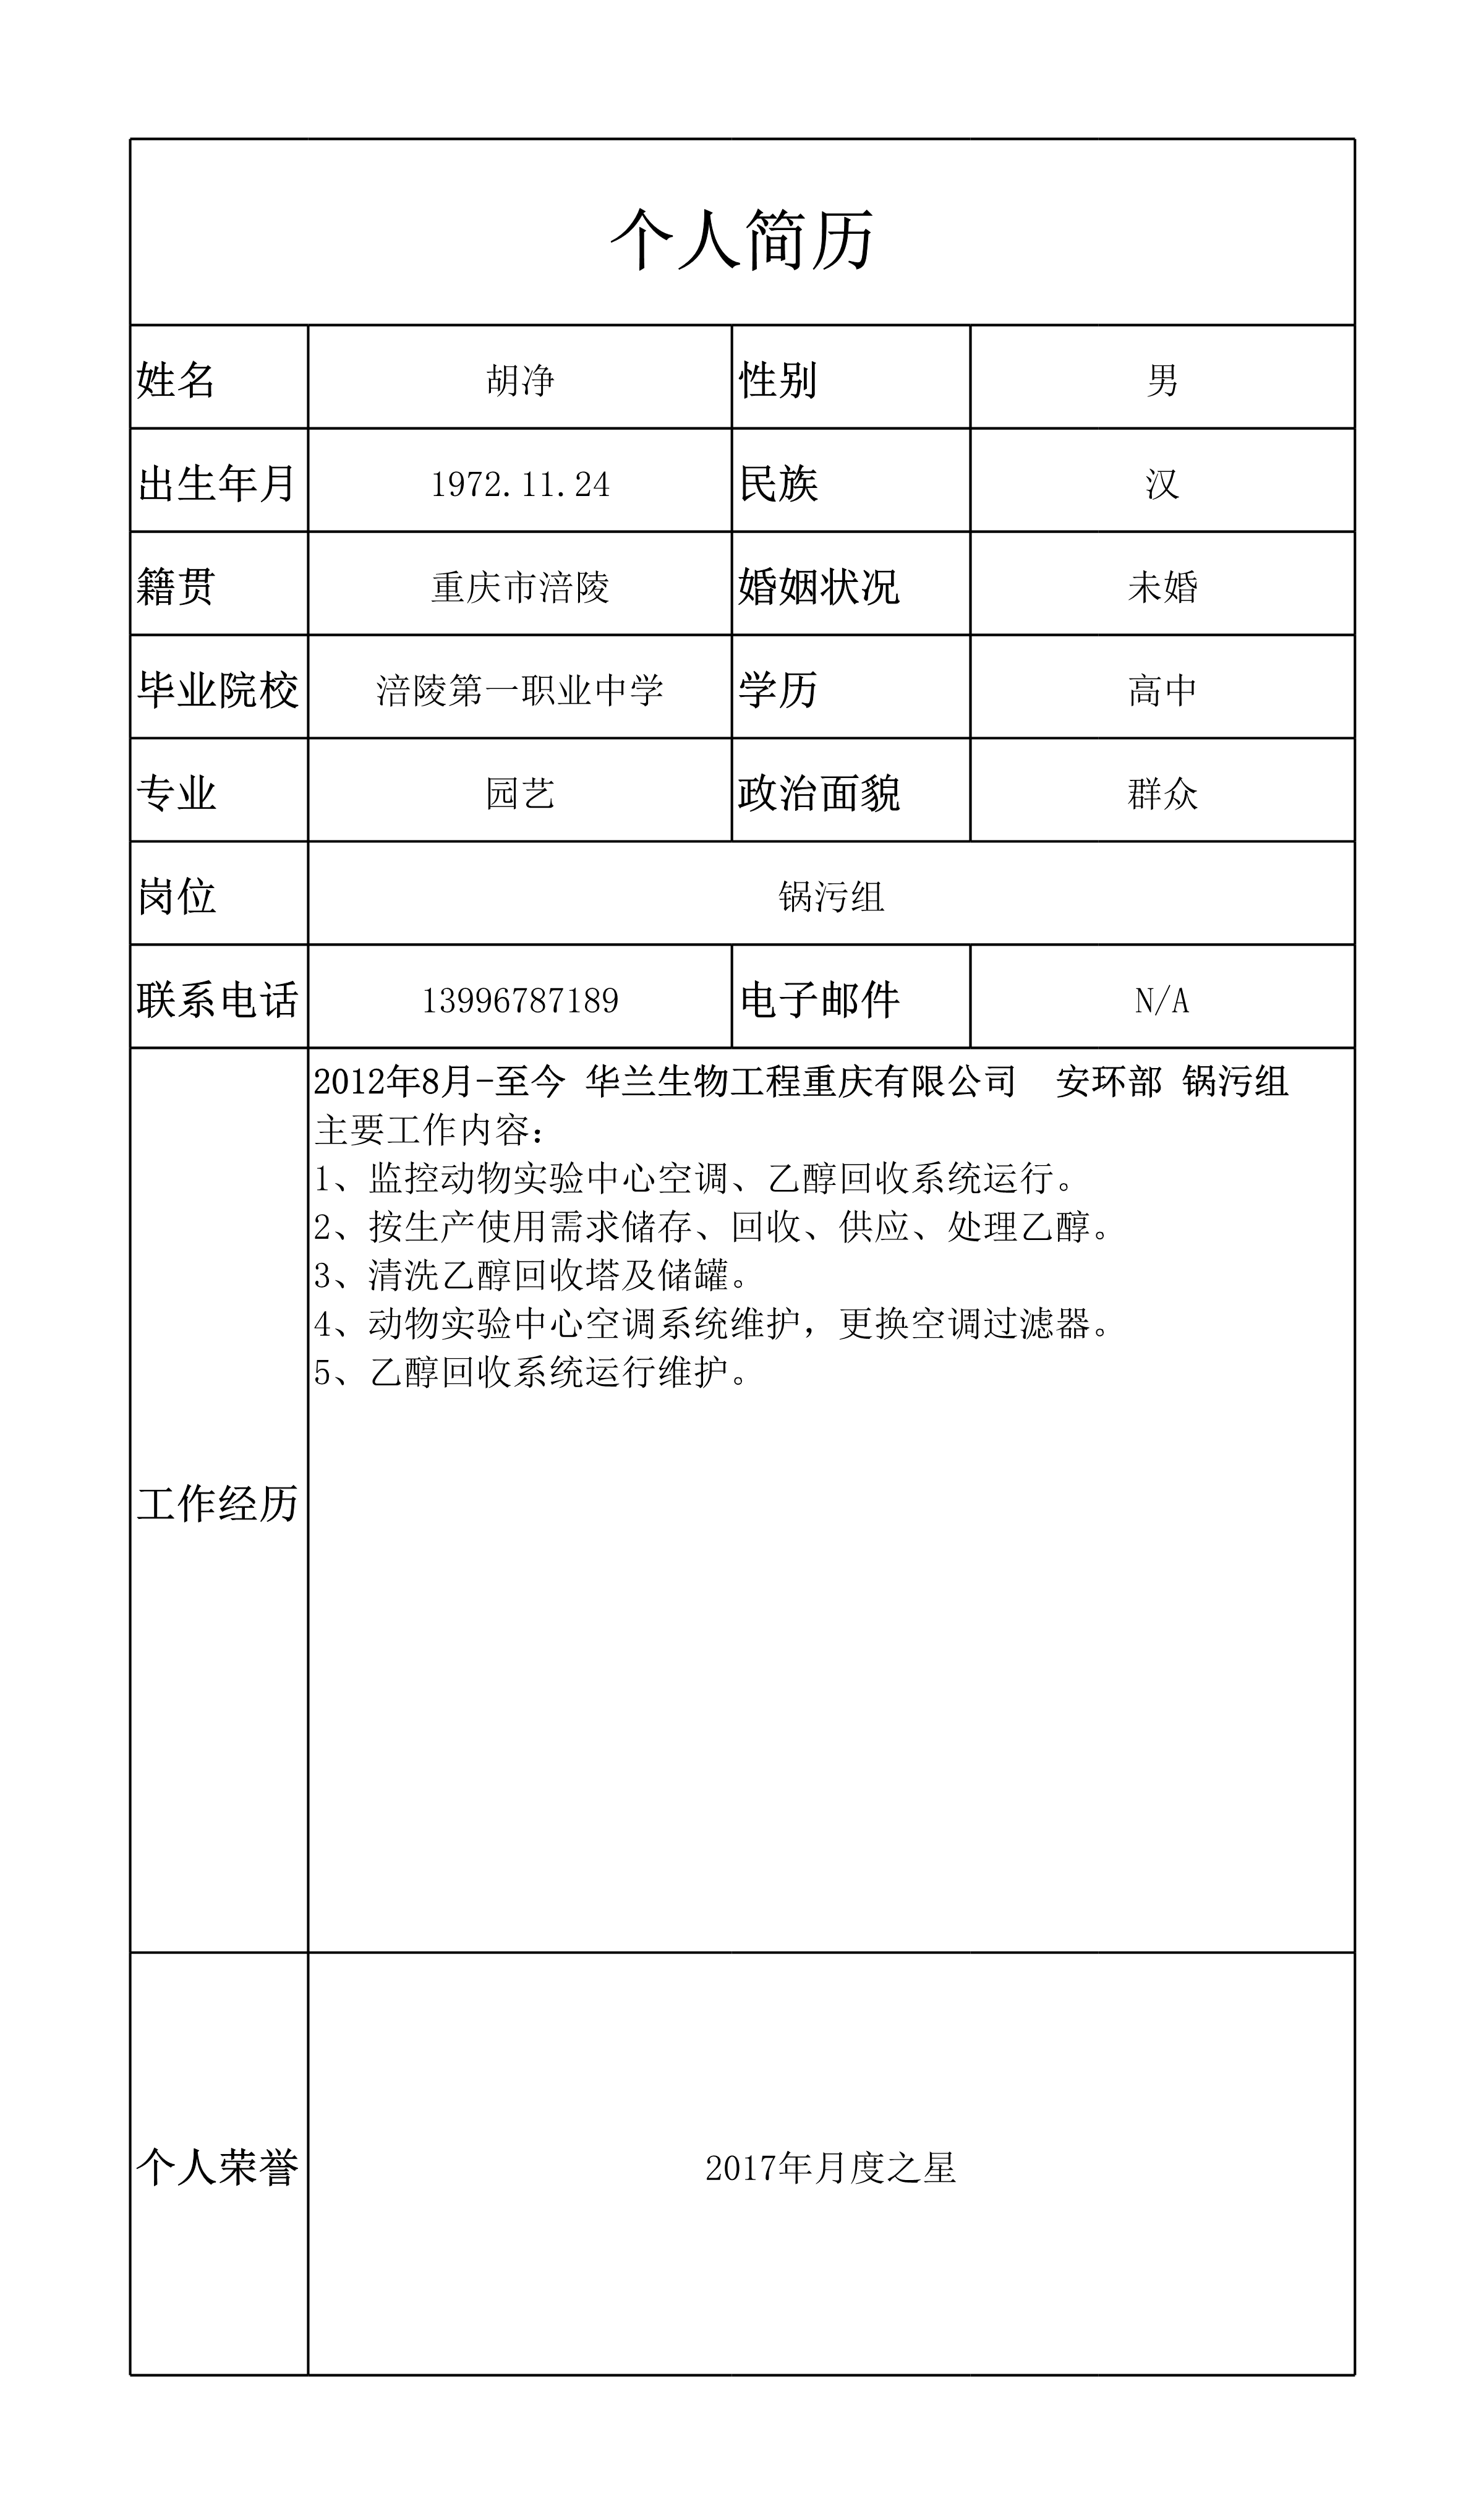 个人简历
姓名 胡净 性别 男
出生年月 1972.11.24 民族 汉
籍贯 重庆市涪陵 婚姻状况 未婚
毕业院校 涪陵第一职业中学 学历 高中
专业 园艺 政治面貌 群众
岗位 锅污组
联系电话 13996787189 电子邮件 N/A
2012年8月-至今 华兰生物工程重庆有限公司 安环部 锅污组
主要工作内容：
1、监控动物实验中心空调、乙醇回收系统运行。
2、按生产使用需求储存、回收、供应、处理乙醇。
3、清洗乙醇回收塔及储罐。
4、动物实验中心空调系统维护，更换空调过滤器。
5、乙醇回收系统运行维护。
工作经历
个人荣誉 2017年月度之星